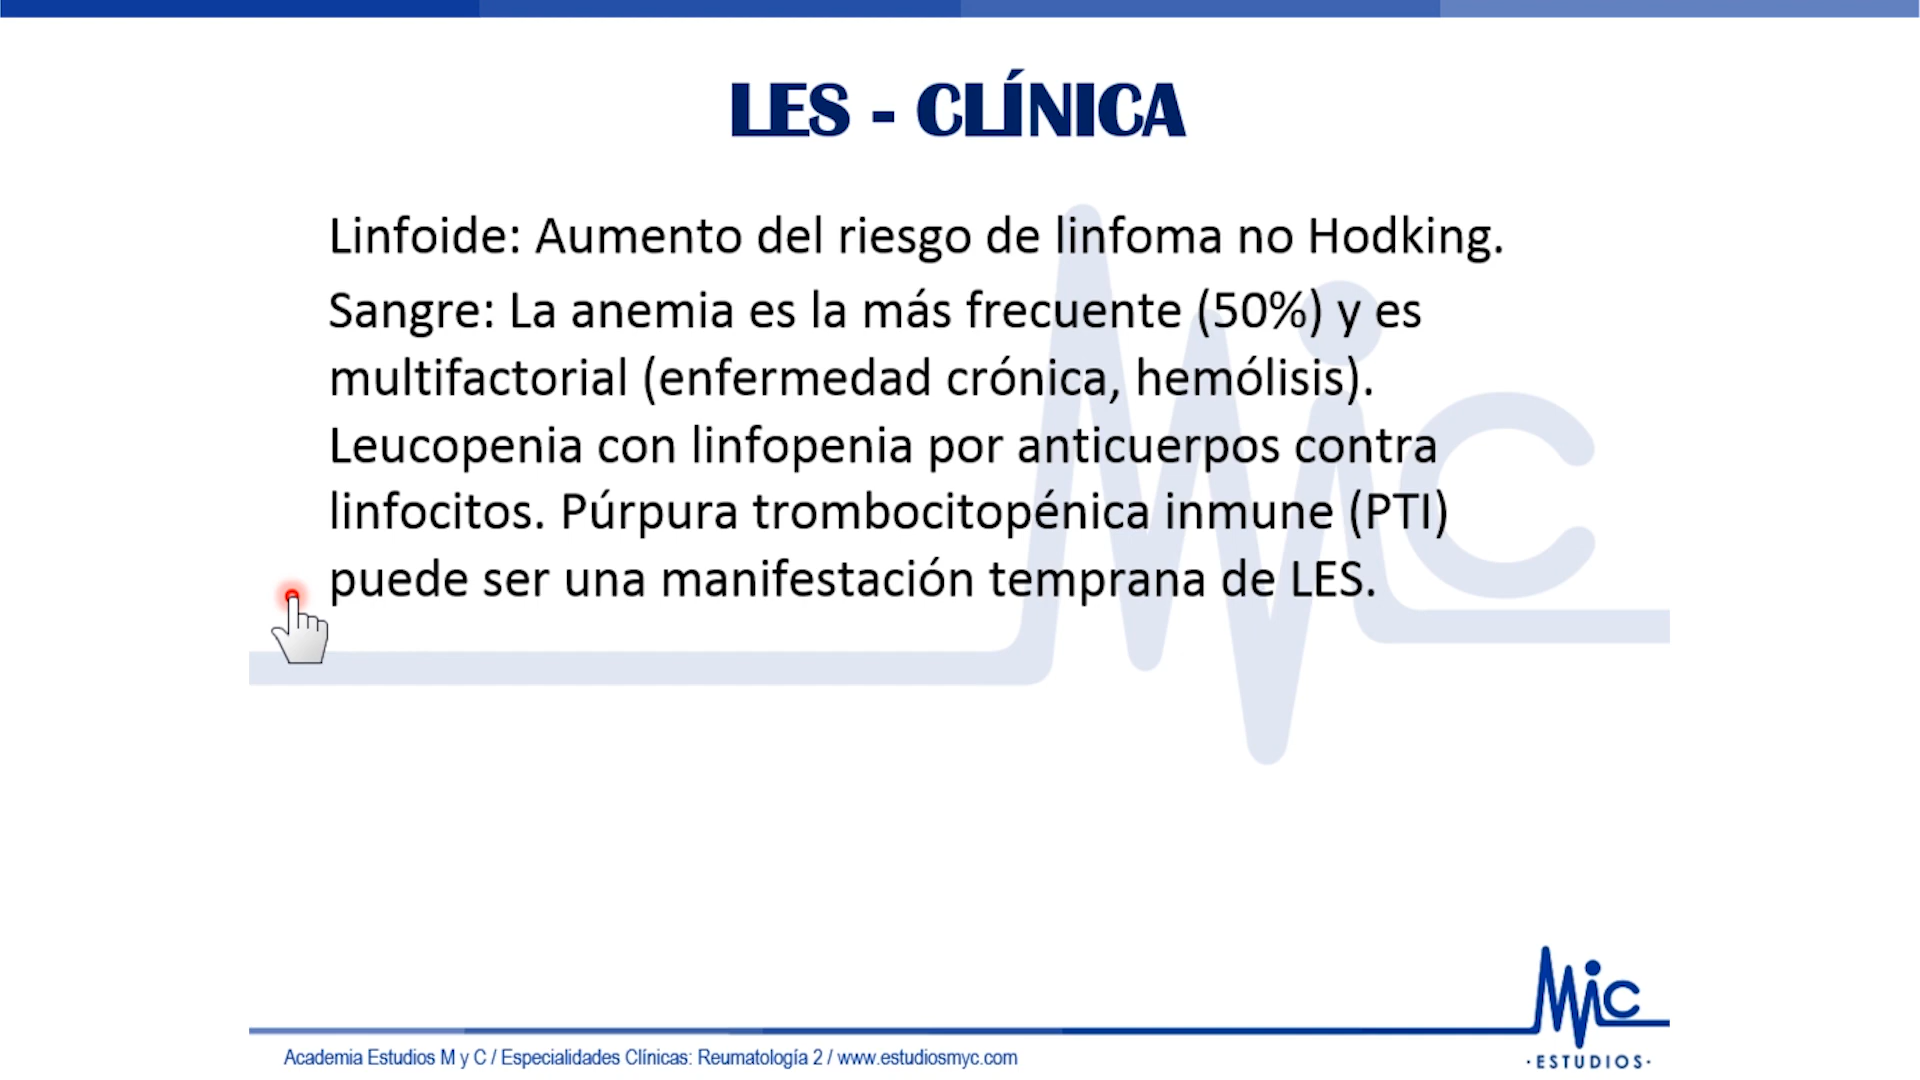 LES - CLÍNICA
Linfoide: Aumento del riesgo de linfoma no Hodking.
Sangre: La anemia es la más frecuente (50%) y es
multifactorial (enfermedad crónica, hemólisis).
Leucopenia con linfopenia por anticuerpos contra
linfocitos. Púrpura trombocitopénica inmune (PTI)
puede ser una manifestación temprana de LES.
MiC
Academia Estudios M y C / Especialidades Clínicas: Reumatología 2 / www.estudiosmyc.com
MiC
·ESTUDIOS·